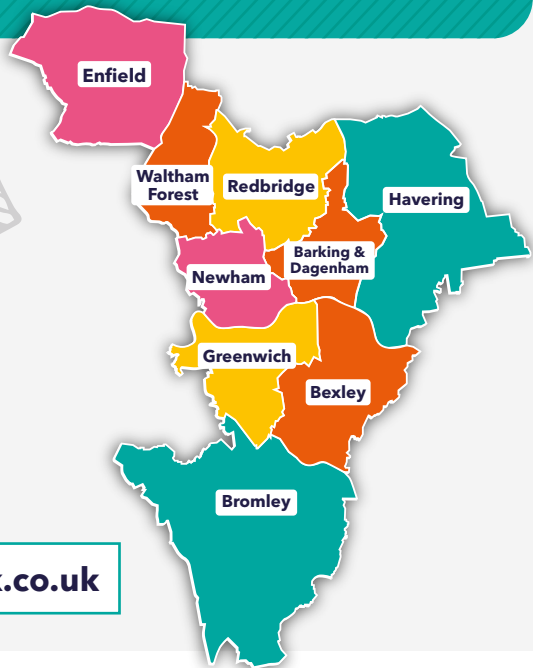 Enfield
Waltham
Forest
Redbridge
Havering
Barking &
Dagenham
Newham
Greenwich
Bexley
Bromley
.co.uk